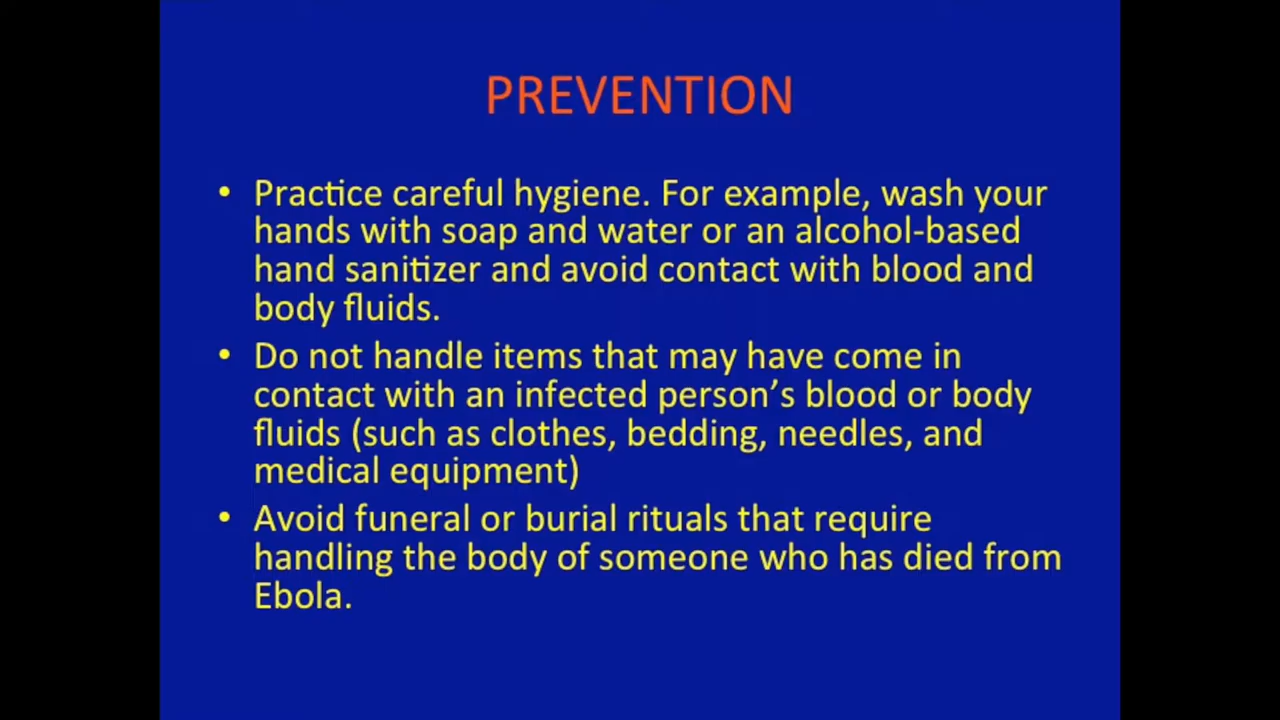 PREVENTION
• Practice careful hygiene. For example, wash your
hands with soap and water or an alcohol-based
hand sanitizer and avoid contact with blood and
body fluids.
• Do not handle items that may have come in
contact with an infected person’s blood or body
fluids (such as clothes, bedding, needles, and
medical equipment)
• Avoid funeral or burial rituals that require
handling the body of someone who has died from
Ebola.